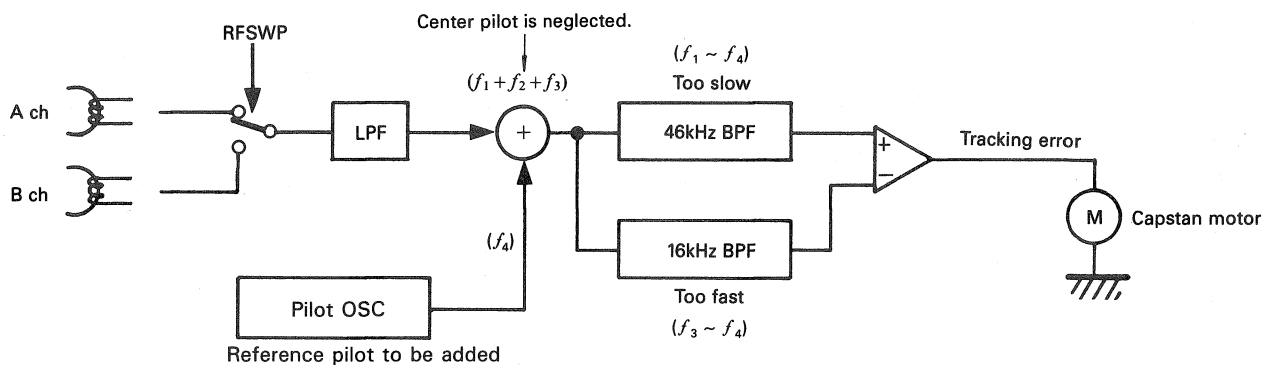 Center pilot is neglected.
RFSWP
(f₁ ~ f₄)
Too slow
(f₁+f₂+f₃)
A ch
LPF
+
46kHz BPF
+
Tracking error
B ch
−
M
Capstan motor
(f₄)
16kHz BPF
Pilot OSC
Too fast
(f₃ ~ f₄)
Reference pilot to be added